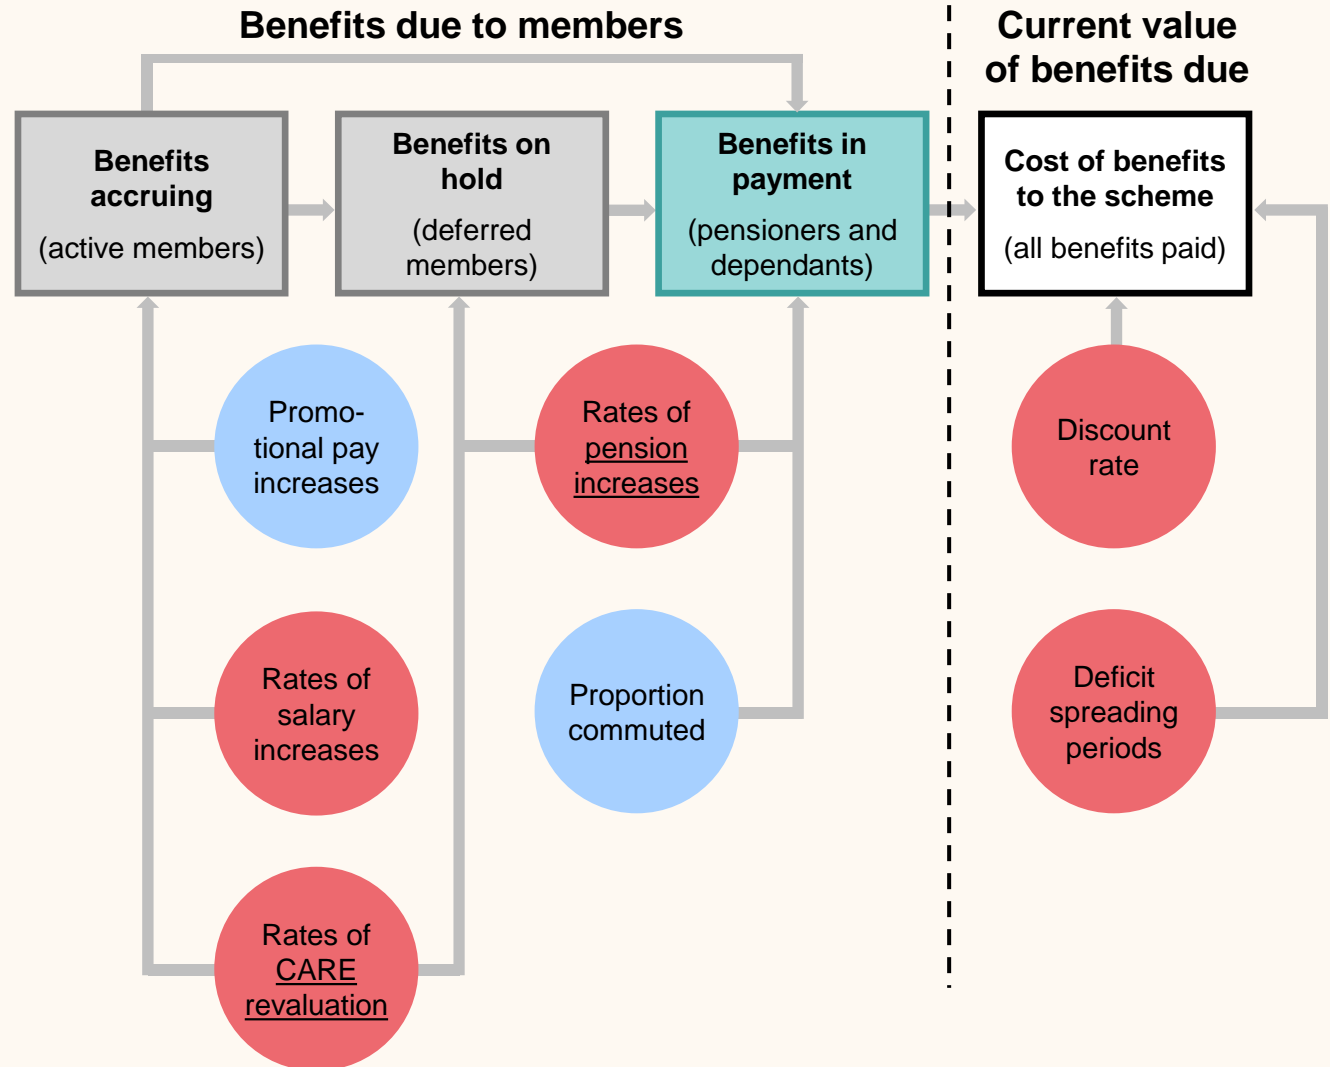 Benefits due to members
Current value
of benefits due
Benefits
accruing
(active members)
Benefits on
hold
(deferred
members)
Benefits in
payment
(pensioners and
dependants)
Cost of benefits
to the scheme
(all benefits paid)
Promo-
tional pay
increases
Rates of
pension
increases
Discount
rate
Rates of
salary
increases
Proportion
commuted
Deficit
spreading
periods
Rates of
CARE
revaluation